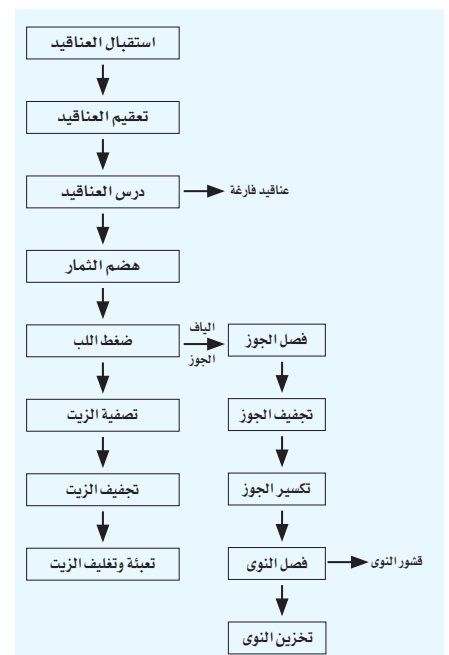 استقبال العناقيد
تعقيم العناقيد
درس العناقيد
عناقيد فارغة
هضم الثمار
ضغط اللب
الياف
الجوز
فصل الجوز
تصفية الزيت
تجفيف الجوز
تجفيف الزيت
تكسير الجوز
تعبئة وتغليف الزيت
فصل النوى
قشور النوى
تخزين النوى